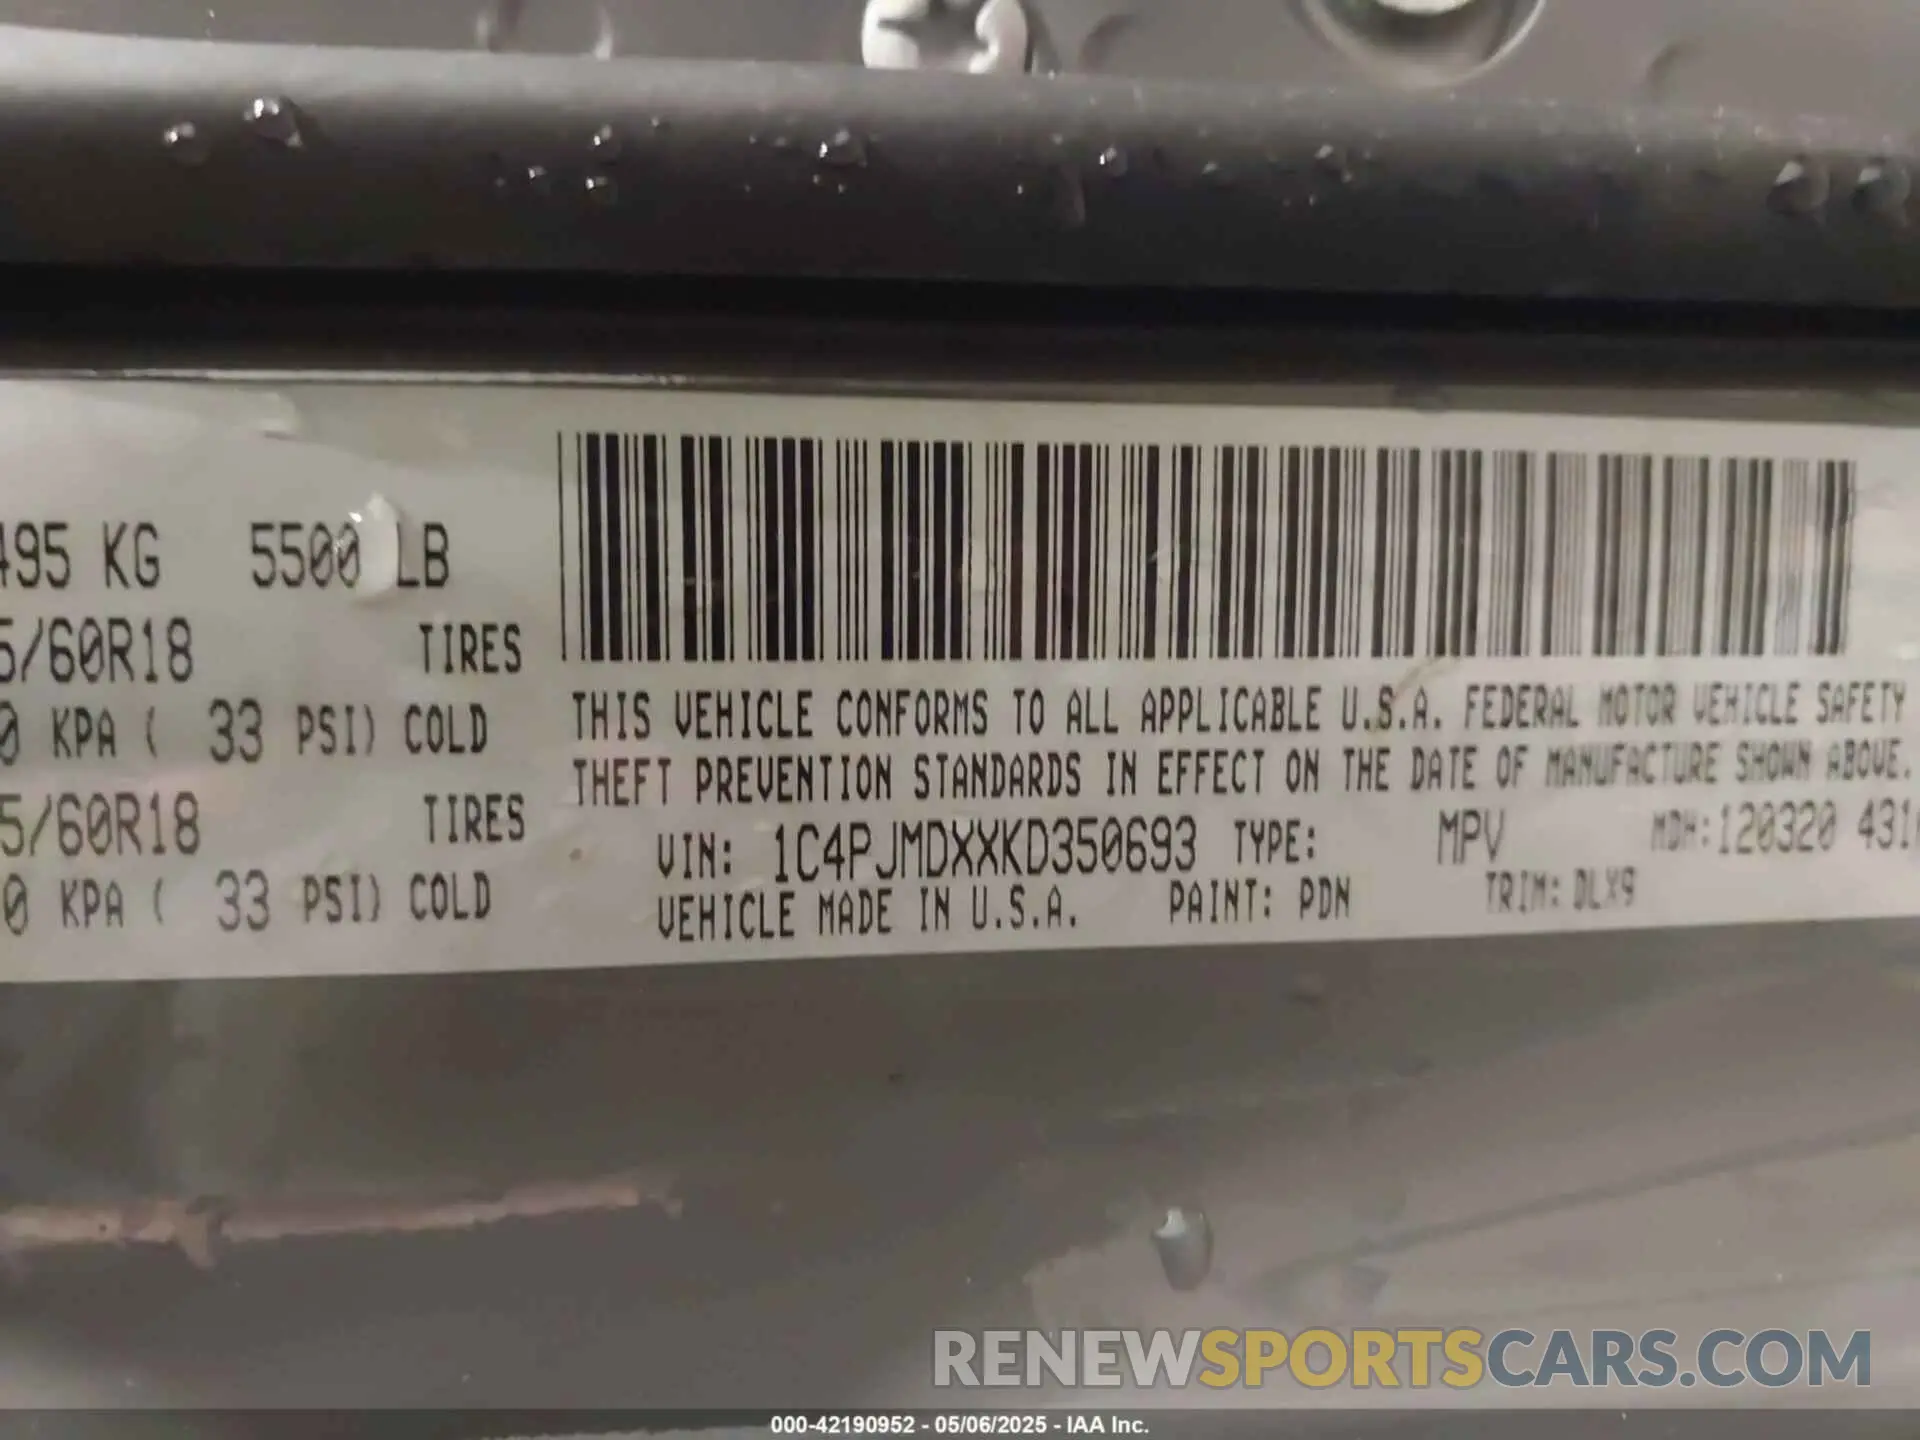 495 KG 5500 LB
5/60R18 TIRES
0 KPA ( 33 PSI) COLD
5/60R18 TIRES
0 KPA ( 33 PSI) COLD
THIS VEHICLE CONFORMS TO ALL APPLICABLE U.S.A. FEDERAL MOTOR VEHICLE SAFETY
THEFT PREVENTION STANDARDS IN EFFECT ON THE DATE OF MANUFACTURE SHOWN ABOVE.
VIN: 1C4PJMDXXKD350693 TYPE: MPV MDH:120320 431
VEHICLE MADE IN U.S.A. PAINT: PDN TRIM: DLX9
RENEWSPORTSCARS.COM
000-42190952 - 05/06/2025 - IAA Inc.